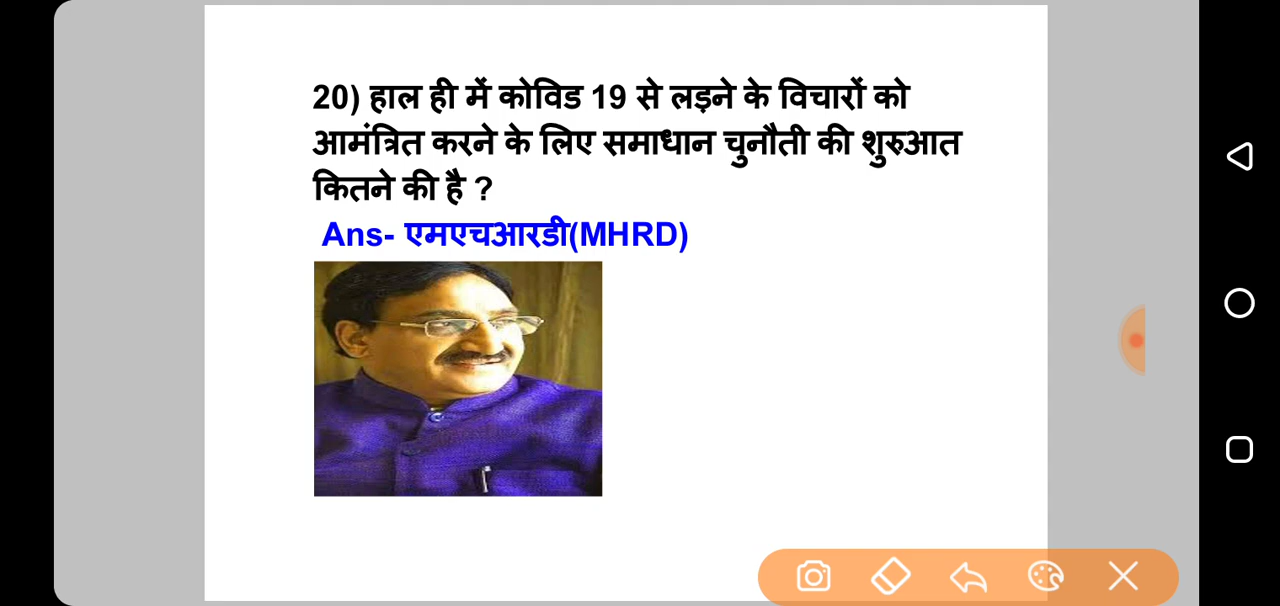 20) हाल ही में कोविड 19 से लड़ने के विचारों को
आमंत्रित करने के लिए समाधान चुनौती की शुरुआत
कितने की है ?
Ans- एमएचआरडी(MHRD)